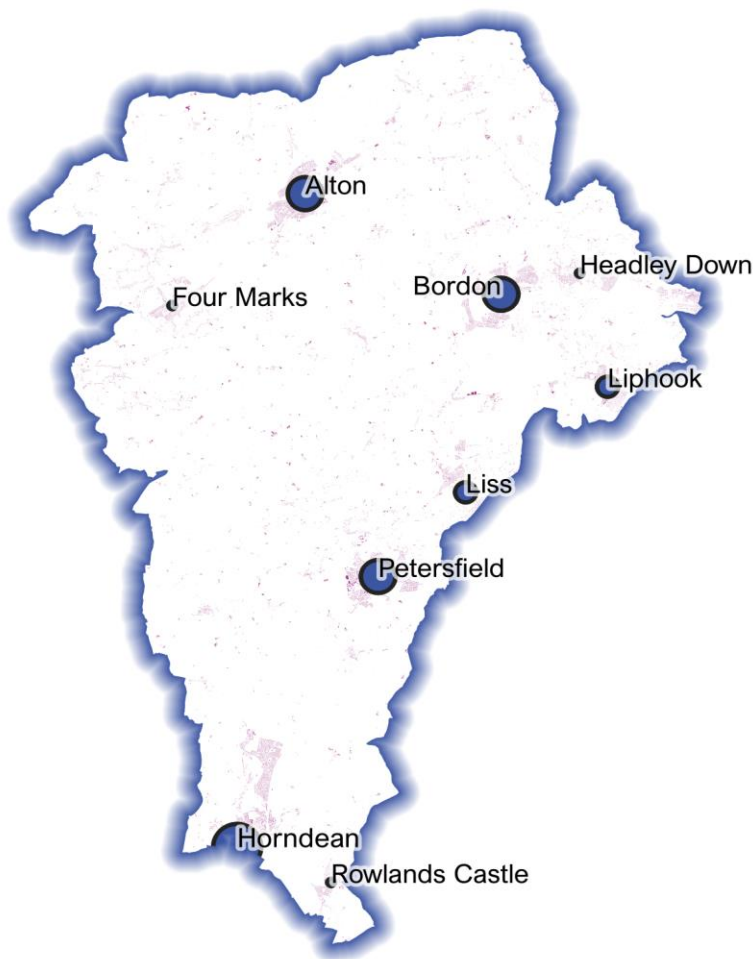 Alton
Headley Down
Bordon
Four Marks
Liphook
Liss
Petersfield
Horndean
Rowlands Castle